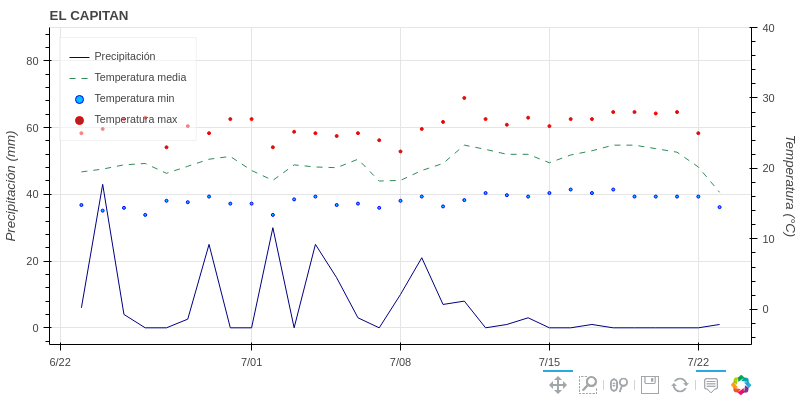 EL CAPITAN
Precipitación
Temperatura media
Temperatura min
Temperatura max
Precipitación (mm)
80
60
40
20
0
Temperatura (°C)
40
30
20
10
0
6/22
7/01
7/08
7/15
7/22